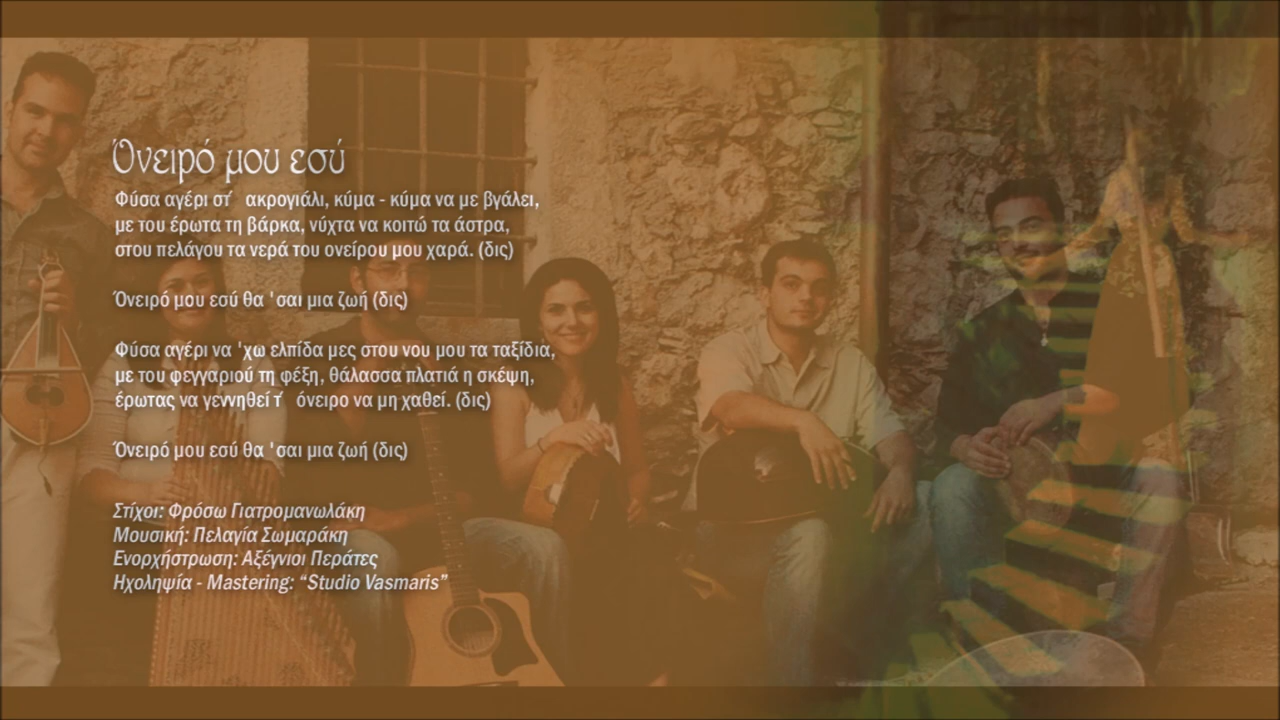 Όνειρό μου εσύ
Φύσα αγέρι στ΄ ακρογιάλι, κύμα - κύμα να με βγάλει,
με του έρωτα τη βάρκα, νύχτα να κοιτώ τα άστρα,
στου πελάγου τα νερά του ονείρου μου χαρά. (δις)
Όνειρό μου εσύ θα 'σαι μια ζωή (δις)
Φύσα αγέρι να 'χω ελπίδα μες στου νου μου τα ταξίδια,
με του φεγγαριού τη φέξη, θάλασσα πλατιά η σκέψη,
έρωτας να γεννηθεί τ΄ όνειρο να μη χαθεί. (δις)
Όνειρό μου εσύ θα 'σαι μια ζωή (δις)
Στίχοι: Φρόσω Γιατρομανωλάκη
Μουσική: Πελαγία Σωμαράκη
Ενορχήστρωση: Αξέγνιοι Περάτες
Ηχοληψία - Mastering: “Studio Vasmaris”